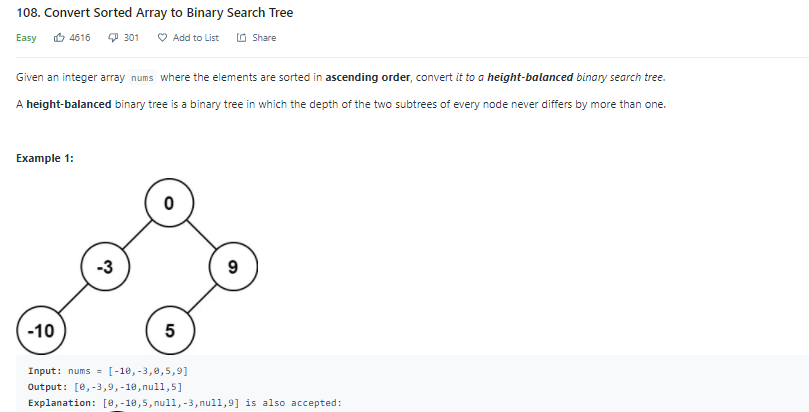 108. Convert Sorted Array to Binary Search Tree
Easy 4616 301 Add to List Share
Given an integer array nums where the elements are sorted in ascending order, convert it to a height-balanced binary search tree.
A height-balanced binary tree is a binary tree in which the depth of the two subtrees of every node never differs by more than one.
Example 1:
0
-3 9
-10 5
Input: nums = [-10,-3,0,5,9]
Output: [0,-3,9,-10,null,5]
Explanation: [0,-10,5,null,-3,null,9] is also accepted: